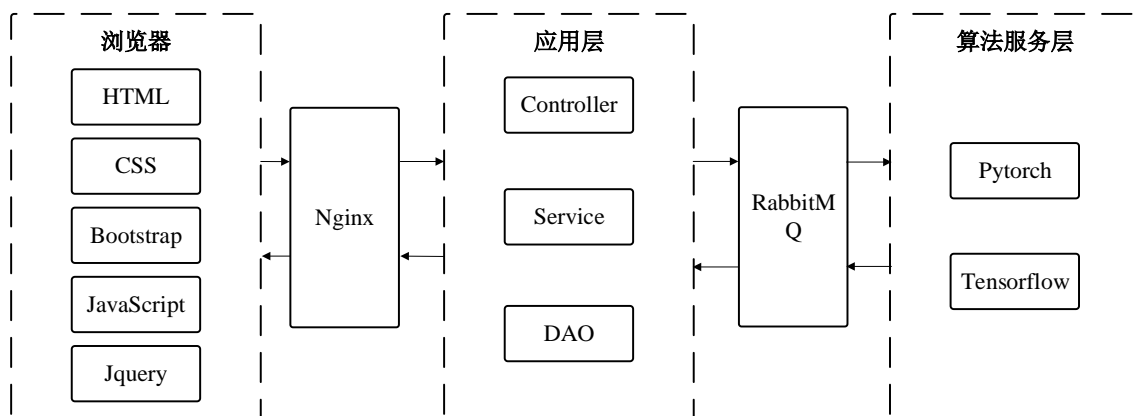 浏览器
HTML
CSS
Bootstrap
JavaScript
Jquery
Nginx
应用层
Controller
Service
DAO
RabbitM
Q
算法服务层
Pytorch
Tensorflow